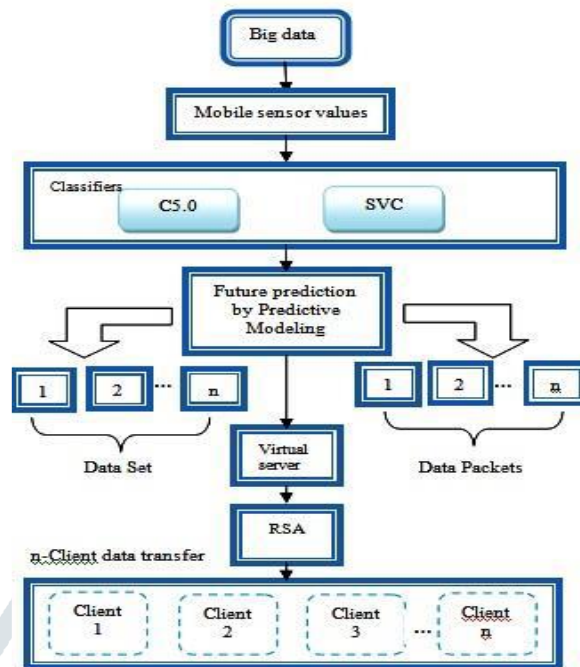 Big data
Mobile sensor values
Classifiers
C5.0
SVC
Future prediction
by Predictive
Modeling
1
2
...
n
1
2
...
n
Data Set
Data Packets
Virtual
server
RSA
n-Client data transfer
Client
1
Client
2
Client
3
...
Client
n